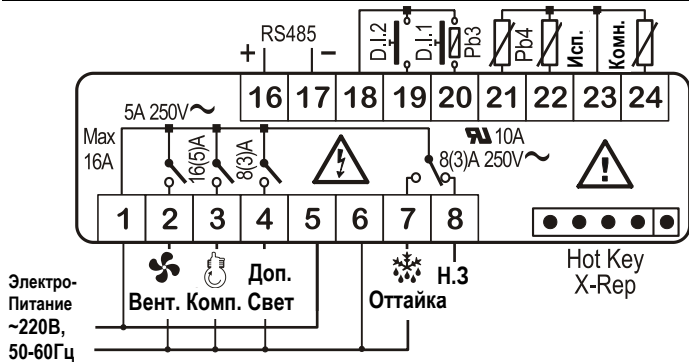 RS485
+ −
D.I.2
D.I.1
Pb3
Pb4
Исп.
Комн.
16 17 18 19 20 21 22 23 24
5A 250V~
Max
16A
16(5)A
8(3)A
10A
8(3)A 250V~
1 2 3 4 5 6 7 8
Hot Key
X-Rep
Вент. Комп. Доп.
Свет
Оттайка
Н.З
Электро-
Питание
~220В,
50-60Гц